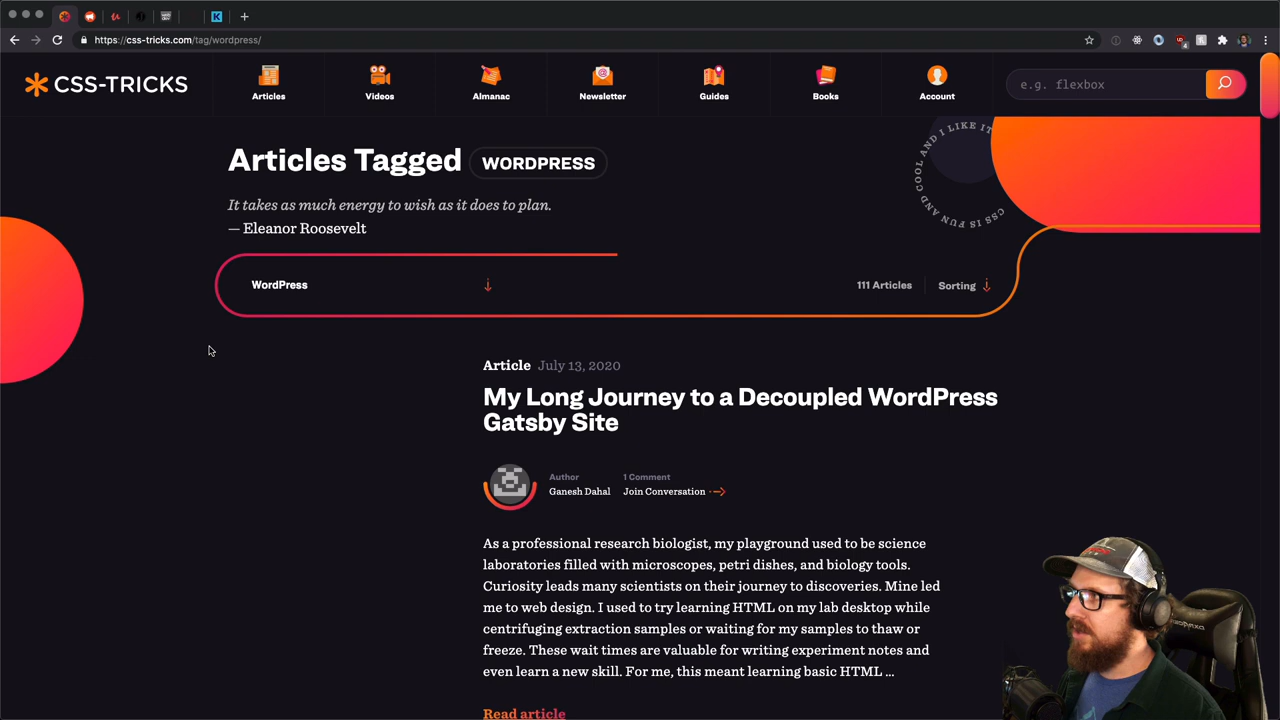 https://css-tricks.com/tag/wordpress/
CSS-TRICKS
Articles
Videos
Almanac
Newsletter
Guides
Books
Account
e.g. flexbox
Articles Tagged WORDPRESS
CSS IS FUN AND COOL AND I LIKE IT
It takes as much energy to wish as it does to plan.
— Eleanor Roosevelt
WordPress
111 Articles
Sorting
Article July 13, 2020
My Long Journey to a Decoupled WordPress
Gatsby Site
Author
Ganesh Dahal
1 Comment
Join Conversation
As a professional research biologist, my playground used to be science
laboratories filled with microscopes, petri dishes, and biology tools.
Curiosity leads many scientists on their journey to discoveries. Mine led
me to web design. I used to try learning HTML on my lab desktop while
centrifuging extraction samples or waiting for my samples to thaw or
freeze. These wait times are valuable for writing experiment notes and
even learn a new skill. For me, this meant learning basic HTML ...
Read article